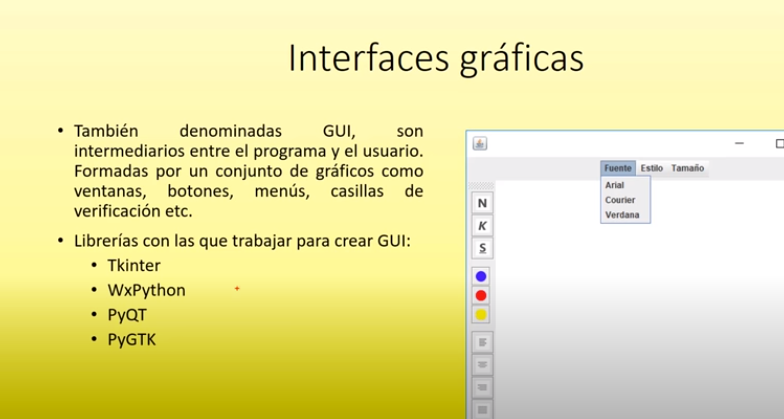 Interfaces gráficas
• También denominadas GUI, son
intermediarios entre el programa y el usuario.
Formadas por un conjunto de gráficos como
ventanas, botones, menús, casillas de
verificación etc.
• Librerías con las que trabajar para crear GUI:
• Tkinter
• WxPython
• PyQT
• PyGTK
Fuente Estilo Tamaño
Arial
Courier
Verdana
N
K
S